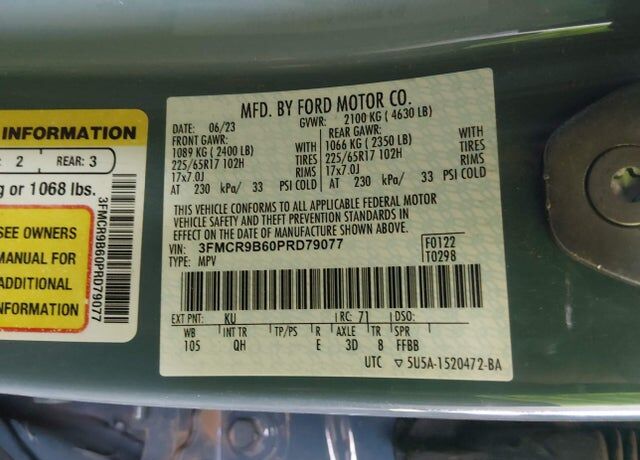 INFORMATION
: 2 REAR: 3
g or 1068 lbs.
SEE OWNERS
MANUAL FOR
ADDITIONAL
INFORMATION
3FMCR9B60PRD79077
MFD. BY FORD MOTOR CO.
DATE: 06/23 GVWR: 2100 KG ( 4630 LB)
FRONT GAWR: REAR GAWR:
1089 KG ( 2400 LB) 1066 KG ( 2350 LB)
225/65R17 102H TIRES 225/65R17 102H TIRES
17x7.0J RIMS 17x7.0J RIMS
AT 230 kPa/ 33 PSI COLD AT 230 kPa/ 33 PSI COLD
THIS VEHICLE CONFORMS TO ALL APPLICABLE FEDERAL MOTOR
VEHICLE SAFETY AND THEFT PREVENTION STANDARDS IN
EFFECT ON THE DATE OF MANUFACTURE SHOWN ABOVE.
VIN: 3FMCR9B60PRD79077 F0122
TYPE: MPV T0298
EXT PNT: KU RC: 71 DSO:
WB INT TR TP/PS R AXLE TR SPR
105 QH E 3D 8 FFBB
UTC ▽ 5U5A-1520472-BA